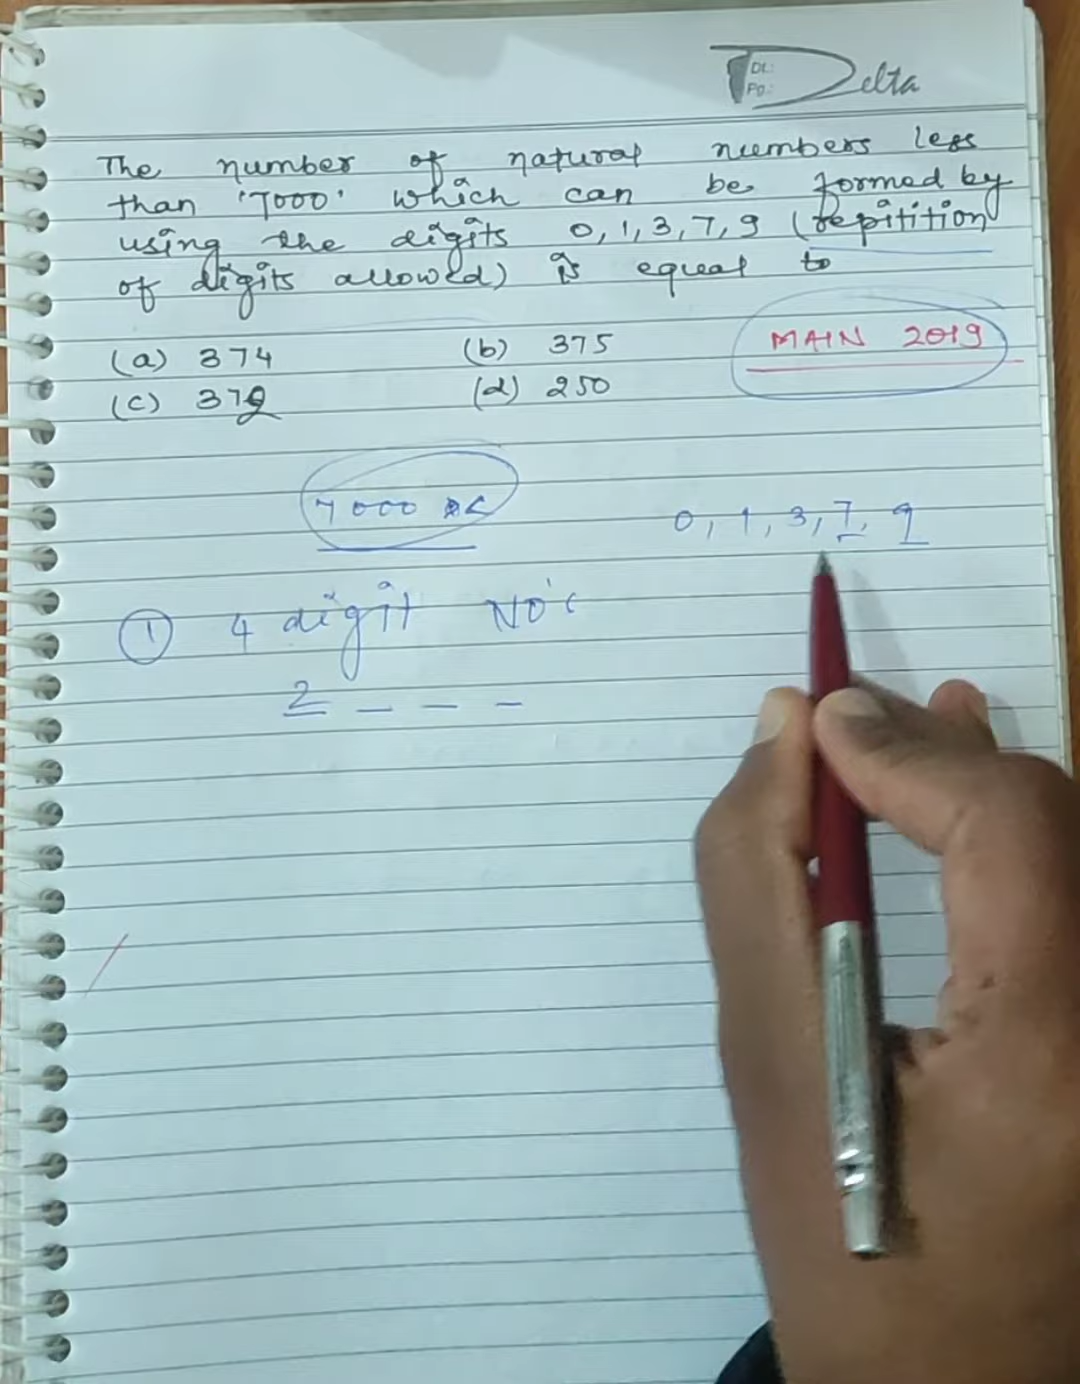 Dt.:
Pg.:
Delta
The number of natural numbers less
than '7000' which can be formed by
using the digits 0, 1, 3, 7, 9 (repitition
of digits allowed) is equal to
(a) 374 (b) 375
(c) 372 (d) 250
MAIN 2019
7000 <
0, 1, 3, 7, 9
① 4 digit No's
2 _ _ _